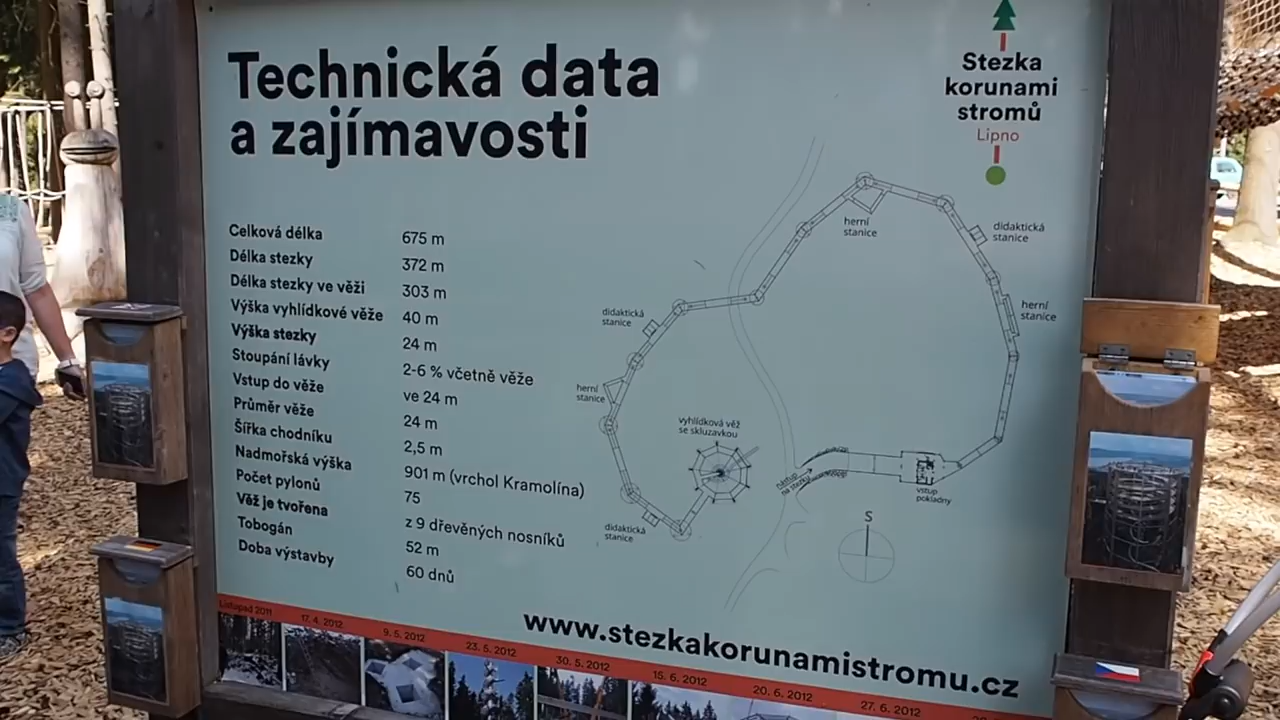 Technická data
a zajímavosti
Stezka
korunami
stromů
Lipno
Celková délka 675 m
Délka stezky 372 m
Délka stezky ve věži 303 m
Výška vyhlídkové věže 40 m
Výška stezky 24 m
Stoupání lávky 2-6 % včetně věže
Vstup do věže ve 24 m
Průměr věže 24 m
Šířka chodníku 2,5 m
Nadmořská výška 901 m (vrchol Kramolína)
Počet pylonů 75
Věž je tvořena z 9 dřevěných nosníků
Tobogán 52 m
Doba výstavby 60 dnů
herní
stanice
didaktická
stanice
herní
stanice
didaktická
stanice
herní
stanice
vyhlídková věž
se skluzavkou
nástup
na stezku
vstup
pokladny
didaktická
stanice
S
www.stezkakorunamistromu.cz
Listopad 2011
17. 4. 2012
9. 5. 2012
23. 5. 2012
30. 5. 2012
15. 6. 2012
20. 6. 2012
27. 6. 2012